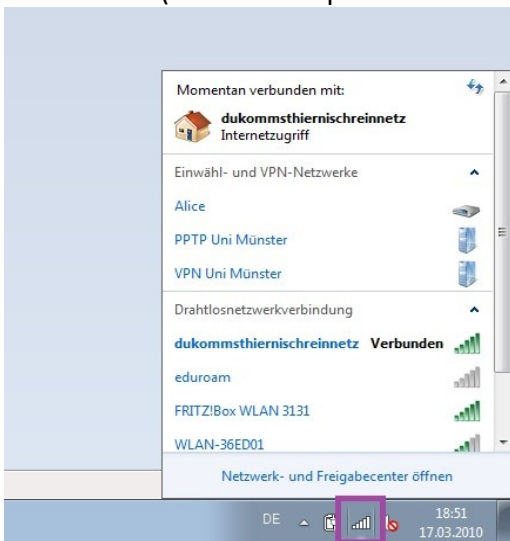 Momentan verbunden mit:
dukommsthiernischreinnetz
Internetzugriff
Einwähl- und VPN-Netzwerke
Alice
PPTP Uni Münster
VPN Uni Münster
Drahtlosnetzwerkverbindung
dukommsthiernischreinnetz Verbunden
eduroam
FRITZ!Box WLAN 3131
WLAN-36ED01
Netzwerk- und Freigabecenter öffnen
DE
18:51
17.03.2010